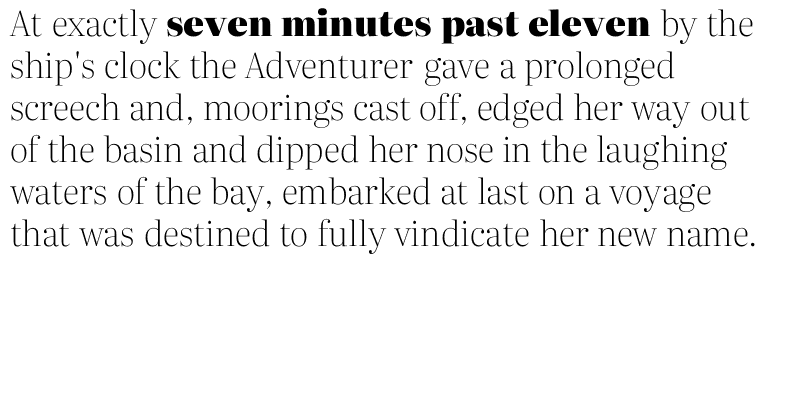 At exactly seven minutes past eleven by the
ship's clock the Adventurer gave a prolonged
screech and, moorings cast off, edged her way out
of the basin and dipped her nose in the laughing
waters of the bay, embarked at last on a voyage
that was destined to fully vindicate her new name.